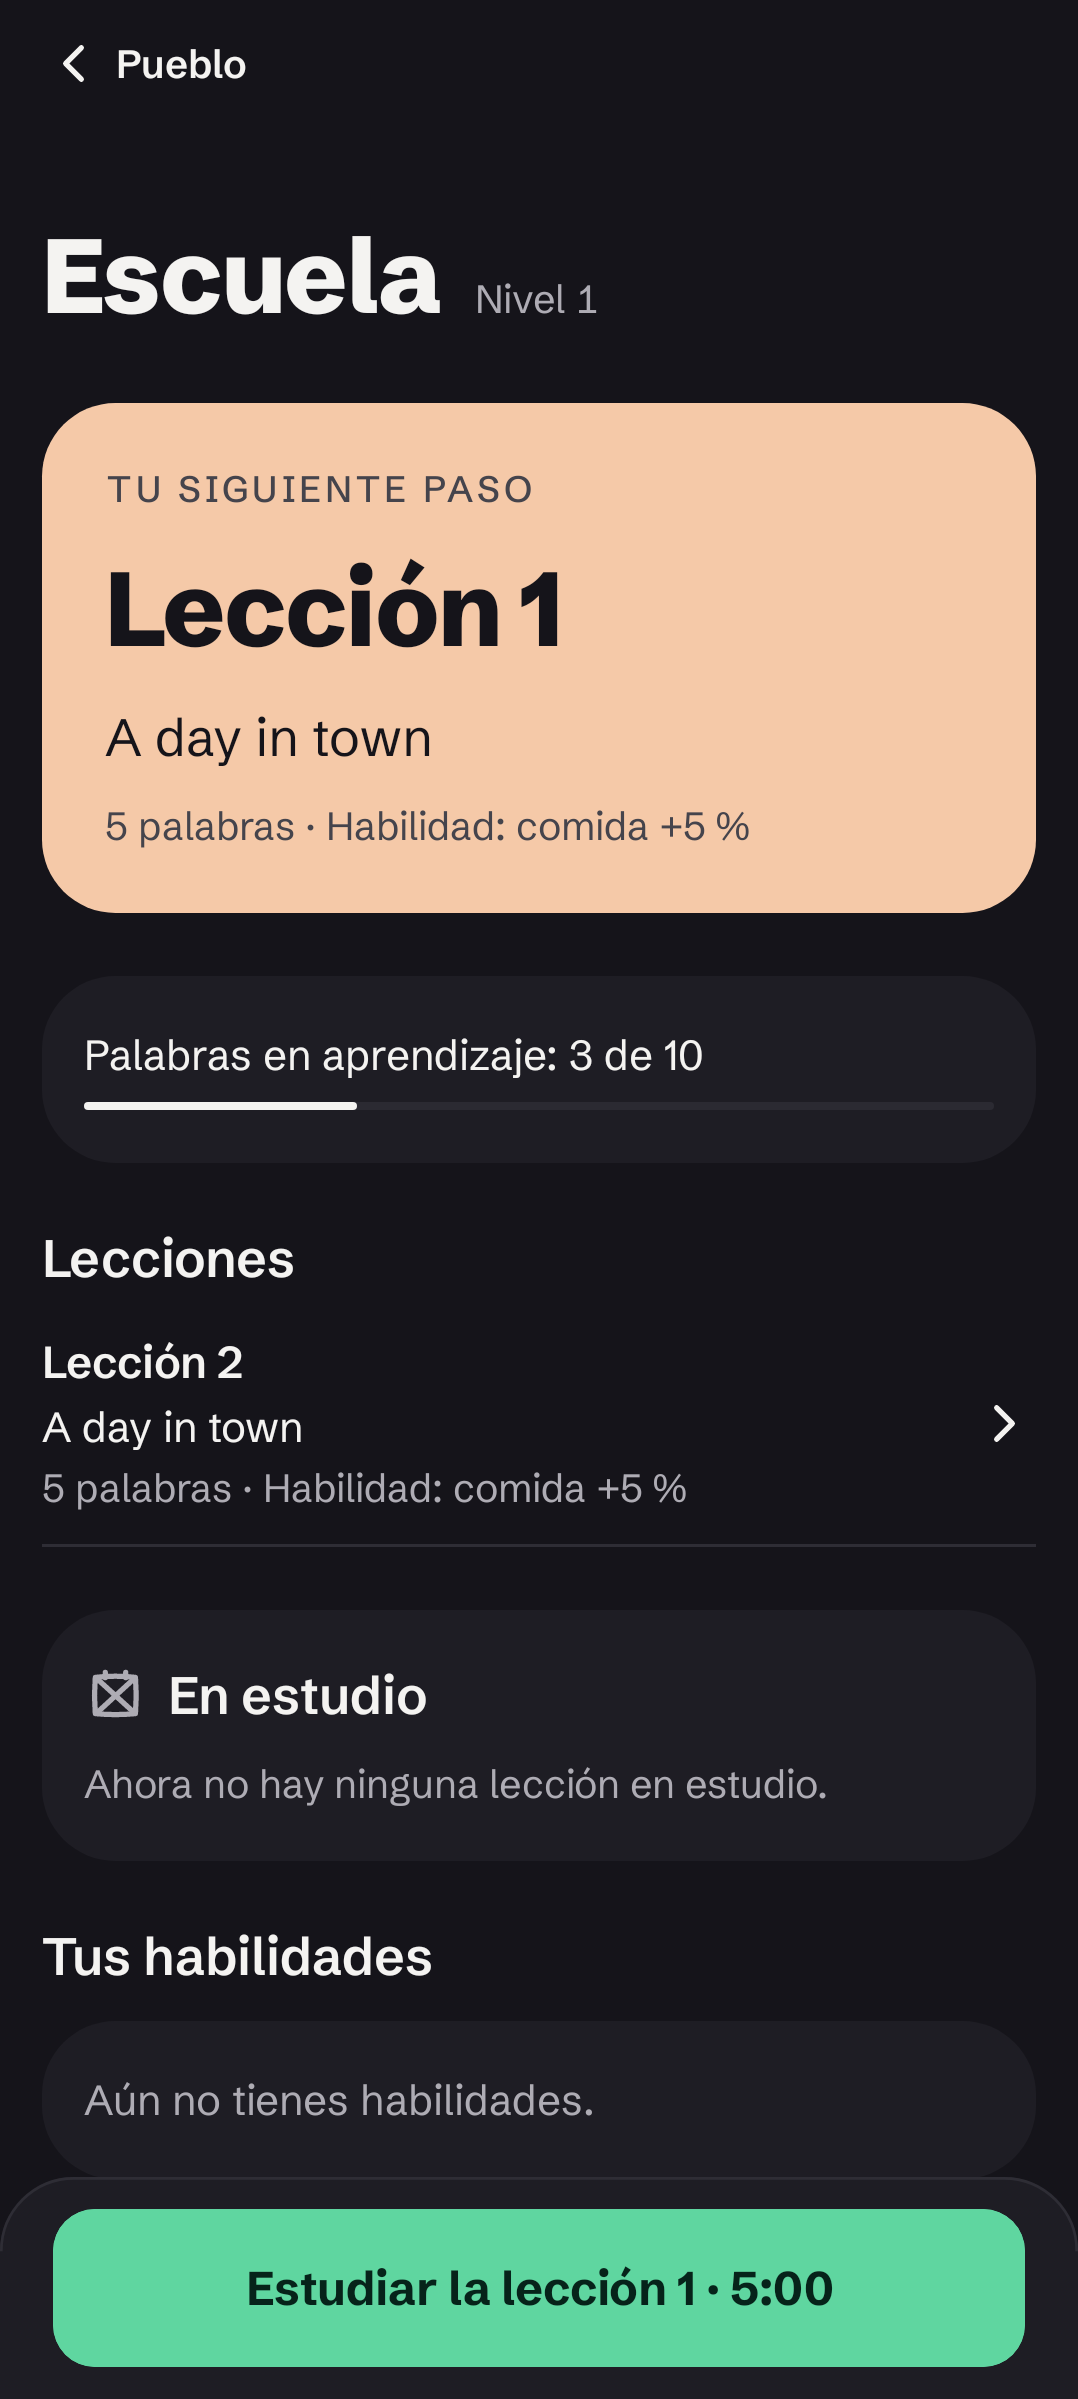 Pueblo
Escuela Nivel 1
TU SIGUIENTE PASO
Lección 1
A day in town
5 palabras · Habilidad: comida +5 %
Palabras en aprendizaje: 3 de 10
Lecciones
Lección 2
A day in town
5 palabras · Habilidad: comida +5 %
En estudio
Ahora no hay ninguna lección en estudio.
Tus habilidades
Aún no tienes habilidades.
Estudiar la lección 1 · 5:00